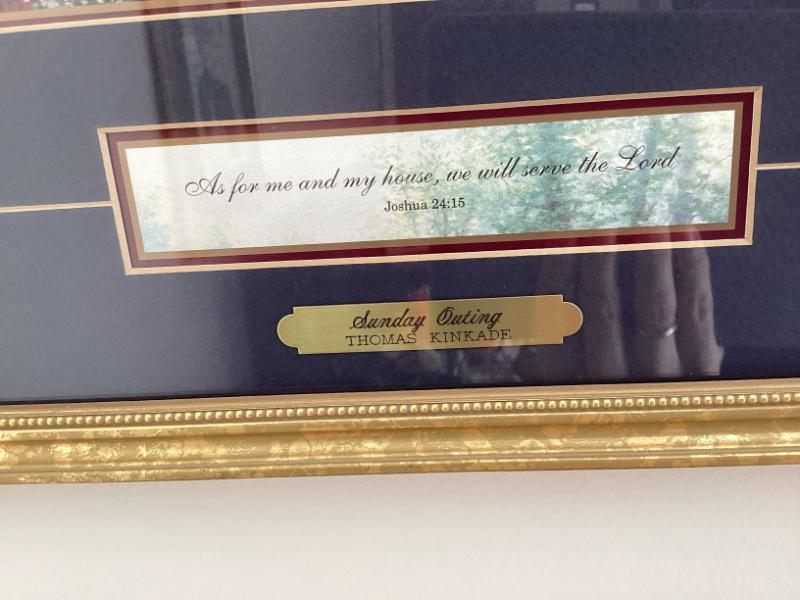 As for me and my house, we will serve the Lord
Joshua 24:15
Sunday Outing
THOMAS KINKADE